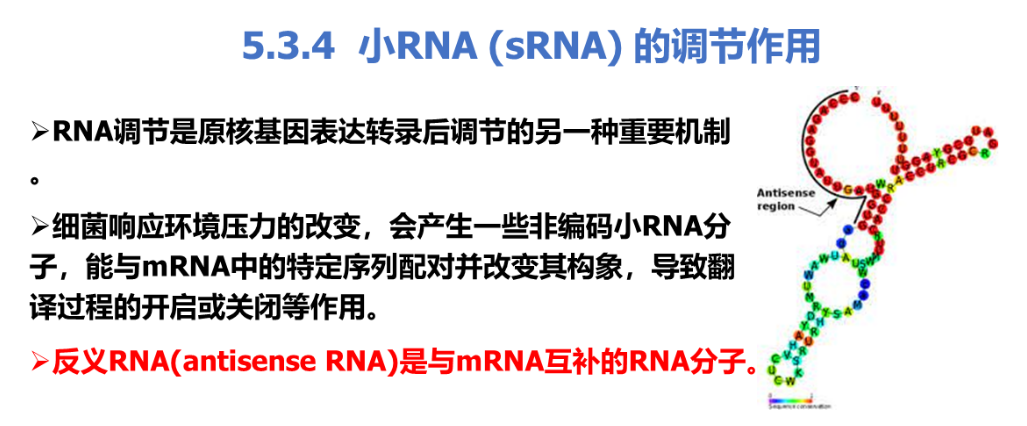 5.3.4 小RNA (sRNA) 的调节作用
➢RNA调节是原核基因表达转录后调节的另一种重要机制
。
➢细菌响应环境压力的改变，会产生一些非编码小RNA分
子，能与mRNA中的特定序列配对并改变其构象，导致翻
译过程的开启或关闭等作用。
➢反义RNA(antisense RNA)是与mRNA互补的RNA分子。
Antisense
region
Sequence conservation